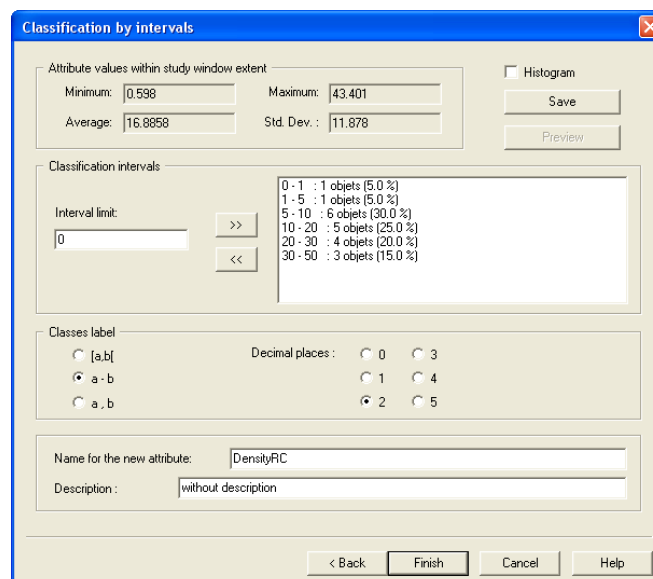 Classification by intervals
Attribute values within study window extent
Minimum: 0.598 Maximum: 43.401
Average: 16.8858 Std. Dev. : 11.878
Histogram
Save
Preview
Classification intervals
Interval limit:
0
>>
<<
0 - 1 : 1 objets (5.0 %)
1 - 5 : 1 objets (5.0 %)
5 - 10 : 6 objets (30.0 %)
10 - 20 : 5 objets (25.0 %)
20 - 30 : 4 objets (20.0 %)
30 - 50 : 3 objets (15.0 %)
Classes label
[a,b[
a - b
a , b
Decimal places :
0 3
1 4
2 5
Name for the new attribute: DensityRC
Description : without description
< Back Finish Cancel Help